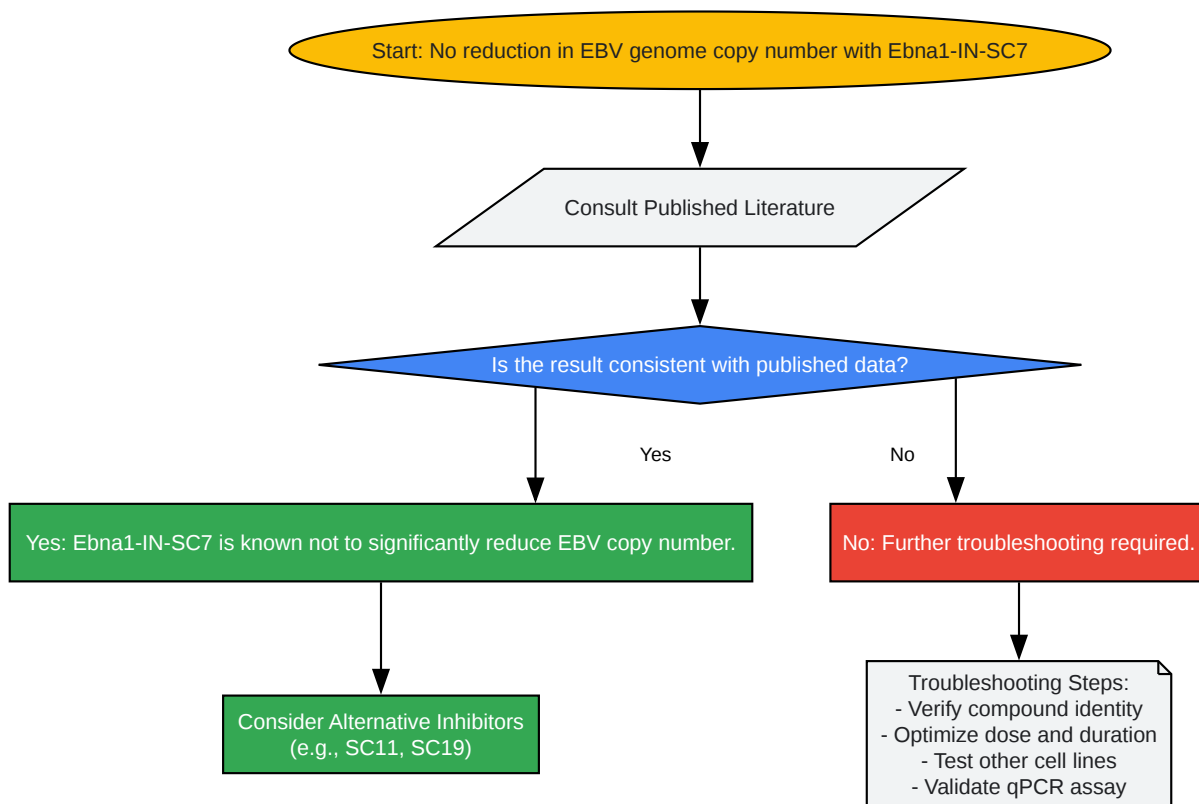 Start: No reduction in EBV genome copy number with Ebna1-IN-SC7
Consult Published Literature
Is the result consistent with published data?
Yes
No
Yes: Ebna1-IN-SC7 is known not to significantly reduce EBV copy number.
No: Further troubleshooting required.
Consider Alternative Inhibitors
(e.g., SC11, SC19)
Troubleshooting Steps:
- Verify compound identity
- Optimize dose and duration
- Test other cell lines
- Validate qPCR assay